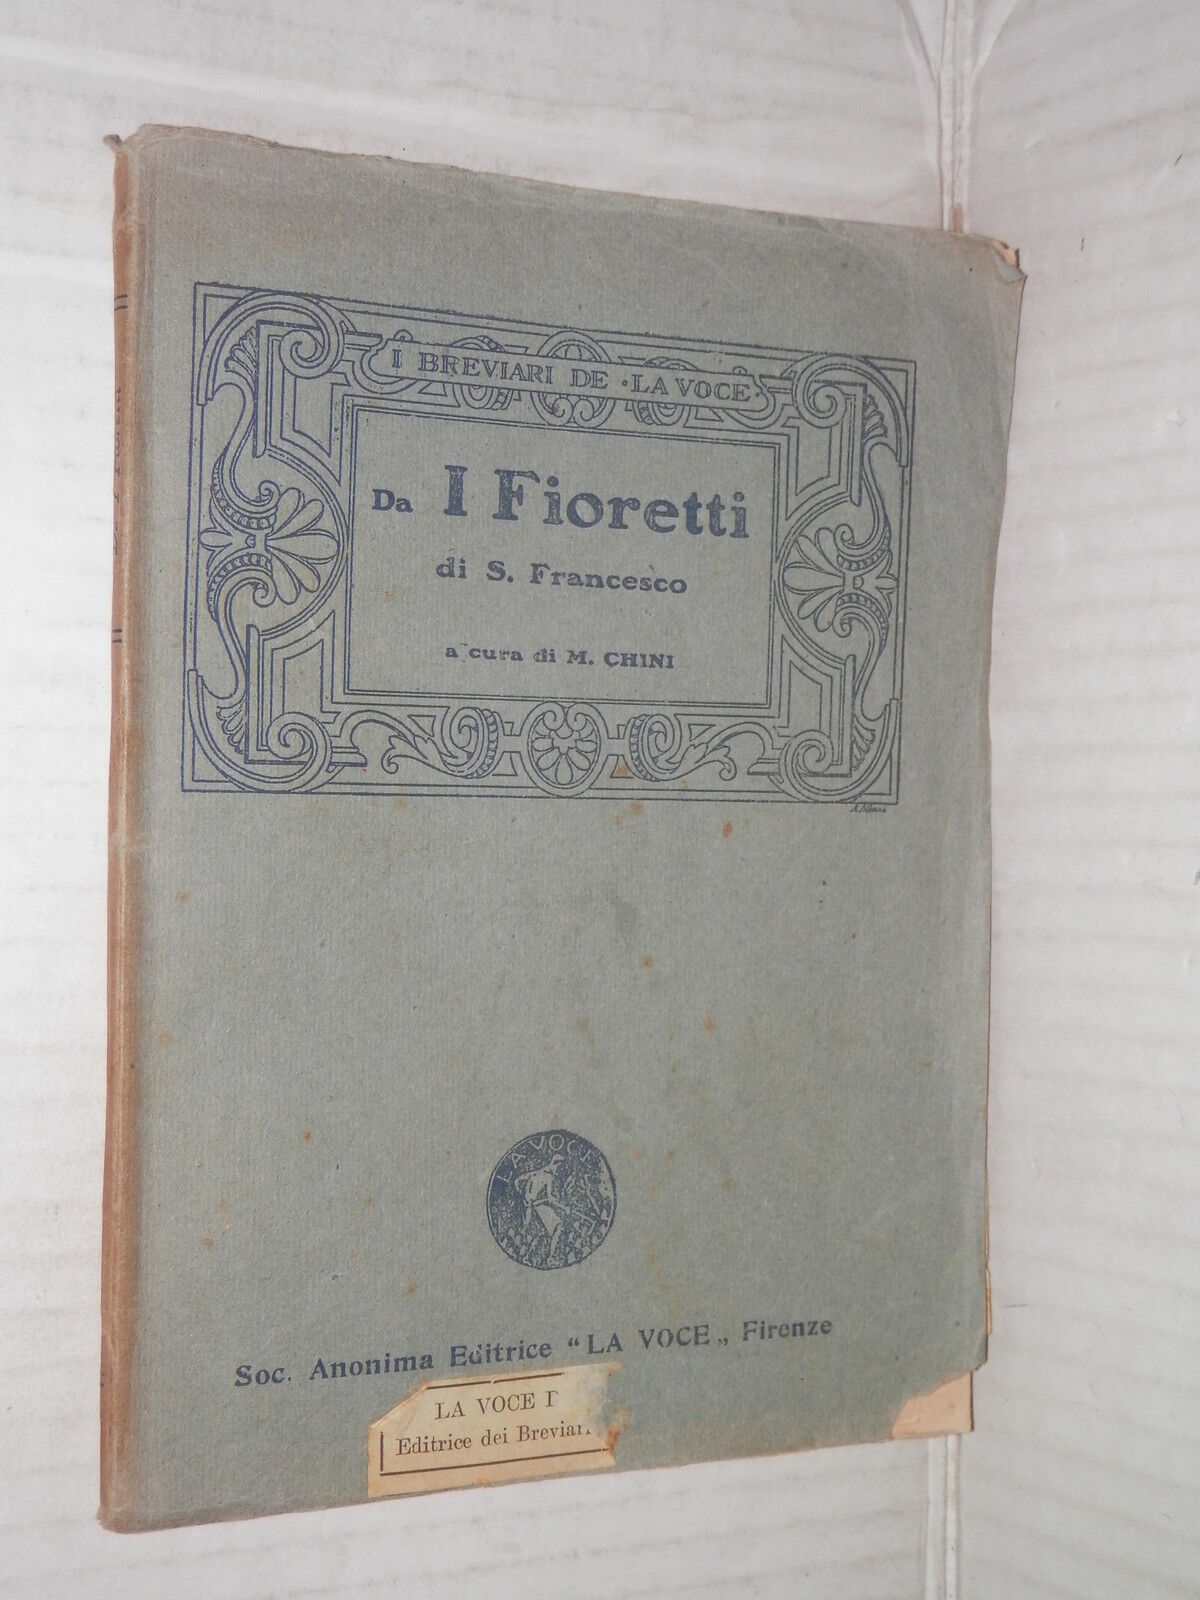 I BREVIARI DE · LA VOCE ·
Da I Fioretti
di S. Francesco
a cura di M. CHINI
LA VOCE
Soc. Anonima Editrice "LA VOCE„ Firenze
LA VOCE
Editrice dei